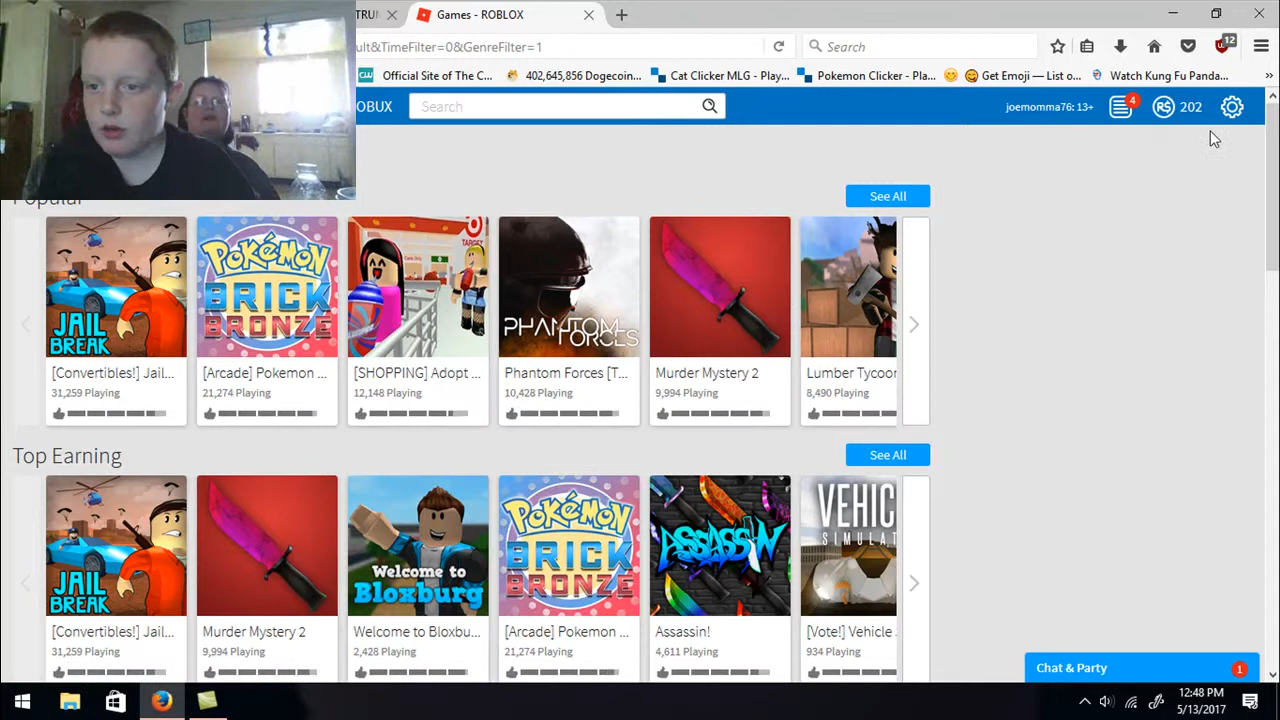 TRUM
Games - ROBLOX
ult&TimeFilter=0&GenreFilter=1
Search
12
Official Site of The C...
402,645,856 Dogecoin...
Cat Clicker MLG - Play...
Pokemon Clicker - Pla...
Get Emoji — List o...
Watch Kung Fu Panda...
OBUX
Search
joemomma76: 13+
4
R$ 202
Popular
See All
JAIL BREAK
POKéMON BRICK BRONZE
TARGET
PHANTOM FORCES
[Convertibles!] Jail...
[Arcade] Pokemon ...
[SHOPPING] Adopt ...
Phantom Forces [T...
Murder Mystery 2
Lumber Tycoon
31,259 Playing
21,274 Playing
12,148 Playing
10,428 Playing
9,994 Playing
8,490 Playing
Top Earning
See All
JAIL BREAK
Welcome to Bloxburg
POKéMON BRICK BRONZE
ASSASSIN
VEHIC
SIMULAT
[Convertibles!] Jail...
Murder Mystery 2
Welcome to Bloxbu...
[Arcade] Pokemon ...
Assassin!
[Vote!] Vehicle
31,259 Playing
9,994 Playing
2,428 Playing
21,274 Playing
4,611 Playing
934 Playing
Chat & Party
1
12:48 PM
5/13/2017